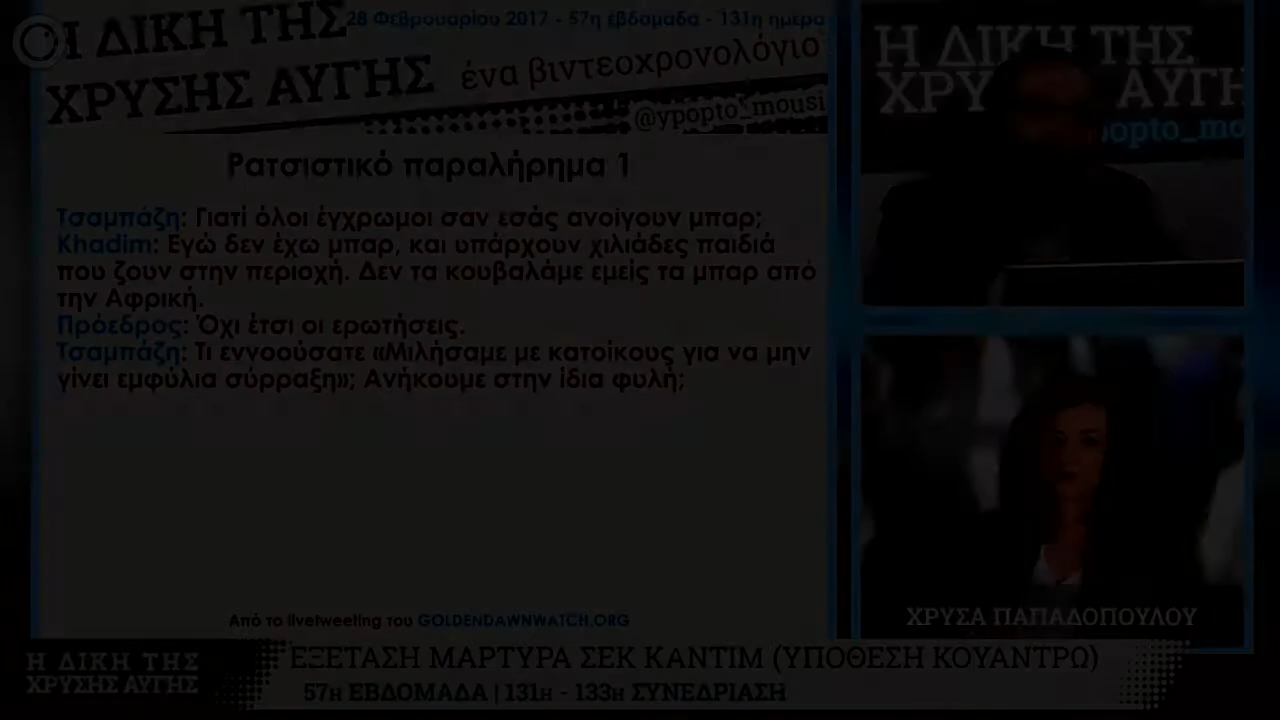 28 Φεβρουαρίου 2017 - 57η εβδομάδα - 131η ημέρα
Η ΔΙΚΗ ΤΗΣ
ΧΡΥΣΗΣ ΑΥΓΗΣ ένα βιντεοχρονολόγιο
@ypopto_mousi
Ρατσιστικό παραλήρημα 1
Τσαμπάζη: Γιατί όλοι έγχρωμοι σαν εσάς ανοίγουν μπαρ;
Khadim: Εγώ δεν έχω μπαρ, και υπάρχουν χιλιάδες παιδιά
που ζουν στην περιοχή. Δεν τα κουβαλάμε εμείς τα μπαρ από
την Αφρική.
Πρόεδρος: Όχι έτσι οι ερωτήσεις.
Τσαμπάζη: Τι εννοούσατε «Μιλήσαμε με κατοίκους για να μην
γίνει εμφύλια σύρραξη»; Ανήκουμε στην ίδια φυλή;
Από το livetweeting του GOLDENDAWNWATCH.ORG
Η ΔΙΚΗ ΤΗΣ
ΧΡΥ ΑΥΓΗ
popto_mo
ΧΡΥΣΑ ΠΑΠΑΔΟΠΟΥΛΟΥ
Η ΔΙΚΗ ΤΗΣ
ΧΡΥΣΗΣ ΑΥΓΗΣ
ΕΞΕΤΑΣΗ ΜΑΡΤΥΡΑ ΣΕΚ ΚΑΝΤΙΜ (ΥΠΟΘΕΣΗ ΚΟΥΑΝΤΡΩ)
57η ΕΒΔΟΜΑΔΑ | 131η - 133η ΣΥΝΕΔΡΙΑΣΗ